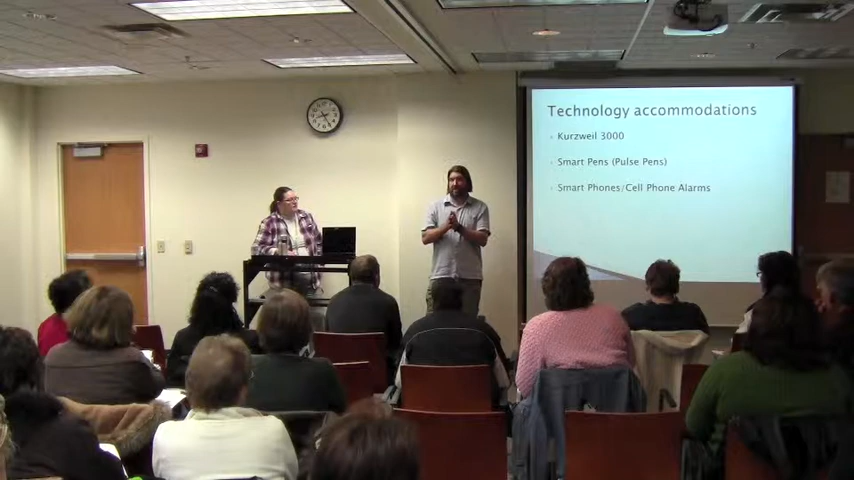 Technology accommodations
Kurzweil 3000
Smart Pens (Pulse Pens)
Smart Phones/Cell Phone Alarms